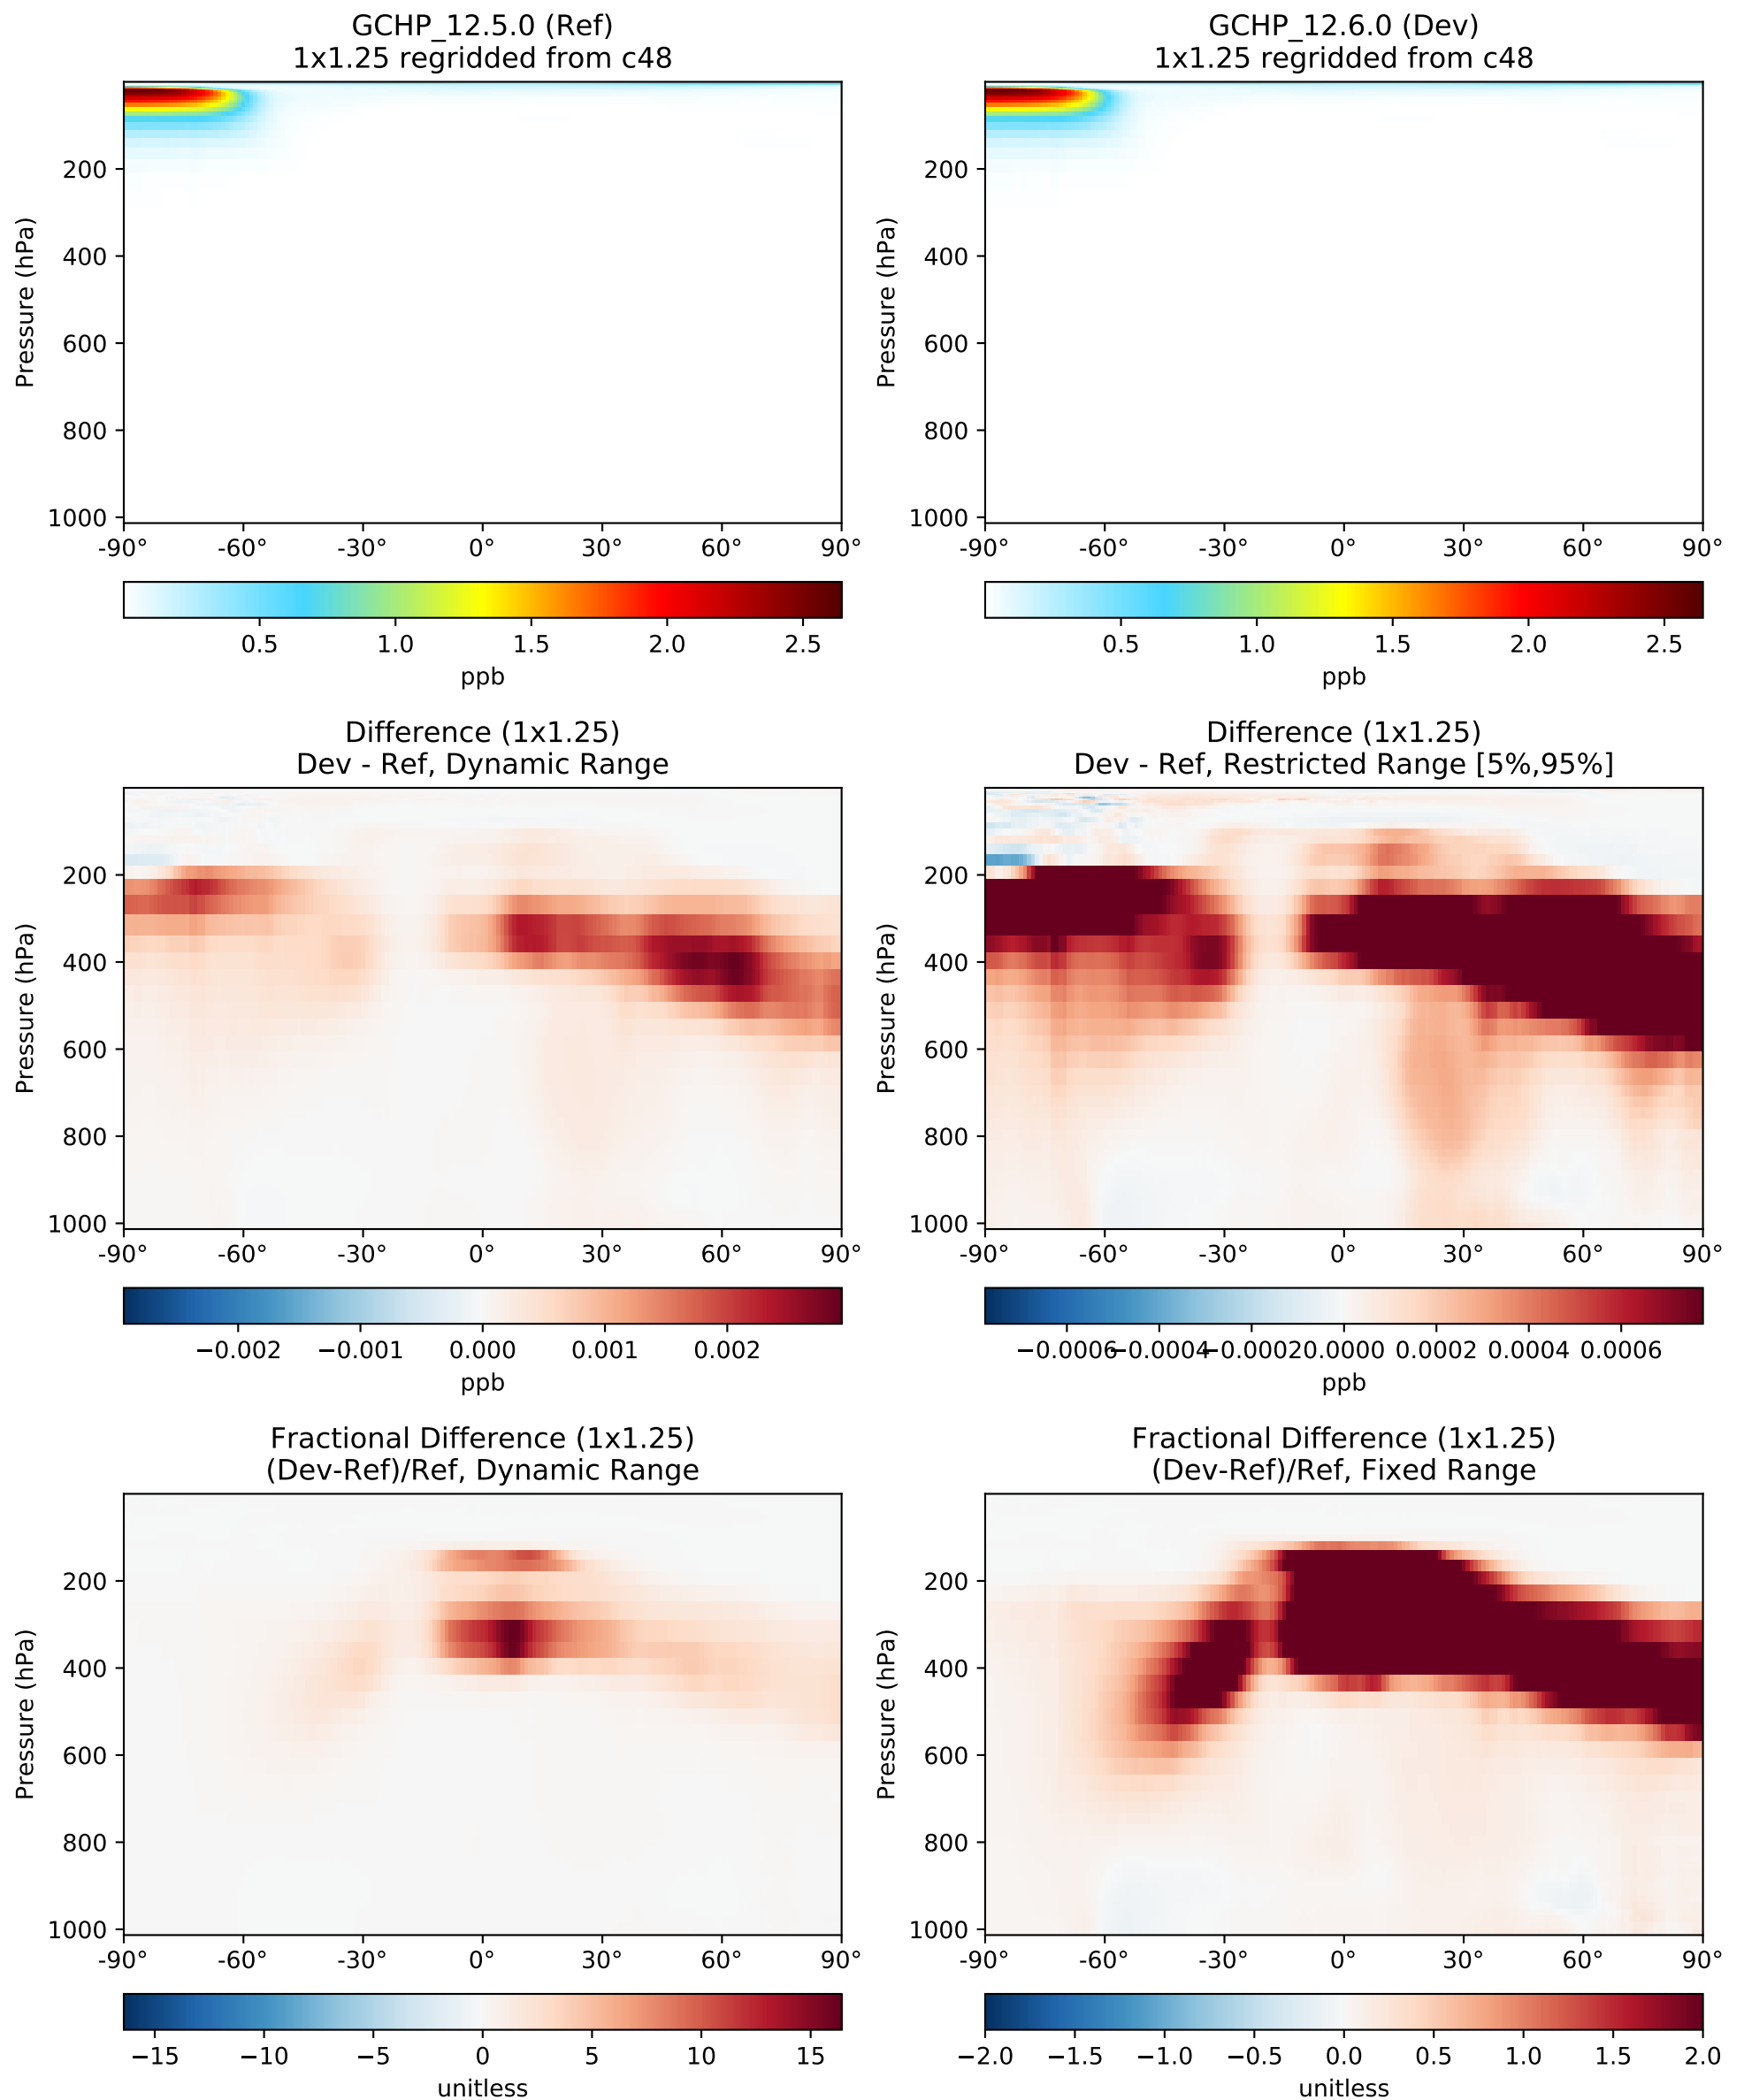 GCHP_12.5.0 (Ref)
1x1.25 regridded from c48
Pressure (hPa)
200
400
600
800
1000
-90° -60° -30° 0° 30° 60° 90°
0.5 1.0 1.5 2.0 2.5
ppb
GCHP_12.6.0 (Dev)
1x1.25 regridded from c48
Pressure (hPa)
200
400
600
800
1000
-90° -60° -30° 0° 30° 60° 90°
0.5 1.0 1.5 2.0 2.5
ppb
Difference (1x1.25)
Dev - Ref, Dynamic Range
Pressure (hPa)
200
400
600
800
1000
-90° -60° -30° 0° 30° 60° 90°
−0.002 −0.001 0.000 0.001 0.002
ppb
Difference (1x1.25)
Dev - Ref, Restricted Range [5%,95%]
Pressure (hPa)
200
400
600
800
1000
-90° -60° -30° 0° 30° 60° 90°
−0.0006 −0.0004 −0.0002 0.0000 0.0002 0.0004 0.0006
ppb
Fractional Difference (1x1.25)
(Dev-Ref)/Ref, Dynamic Range
Pressure (hPa)
200
400
600
800
1000
-90° -60° -30° 0° 30° 60° 90°
−15 −10 −5 0 5 10 15
unitless
Fractional Difference (1x1.25)
(Dev-Ref)/Ref, Fixed Range
Pressure (hPa)
200
400
600
800
1000
-90° -60° -30° 0° 30° 60° 90°
−2.0 −1.5 −1.0 −0.5 0.0 0.5 1.0 1.5 2.0
unitless